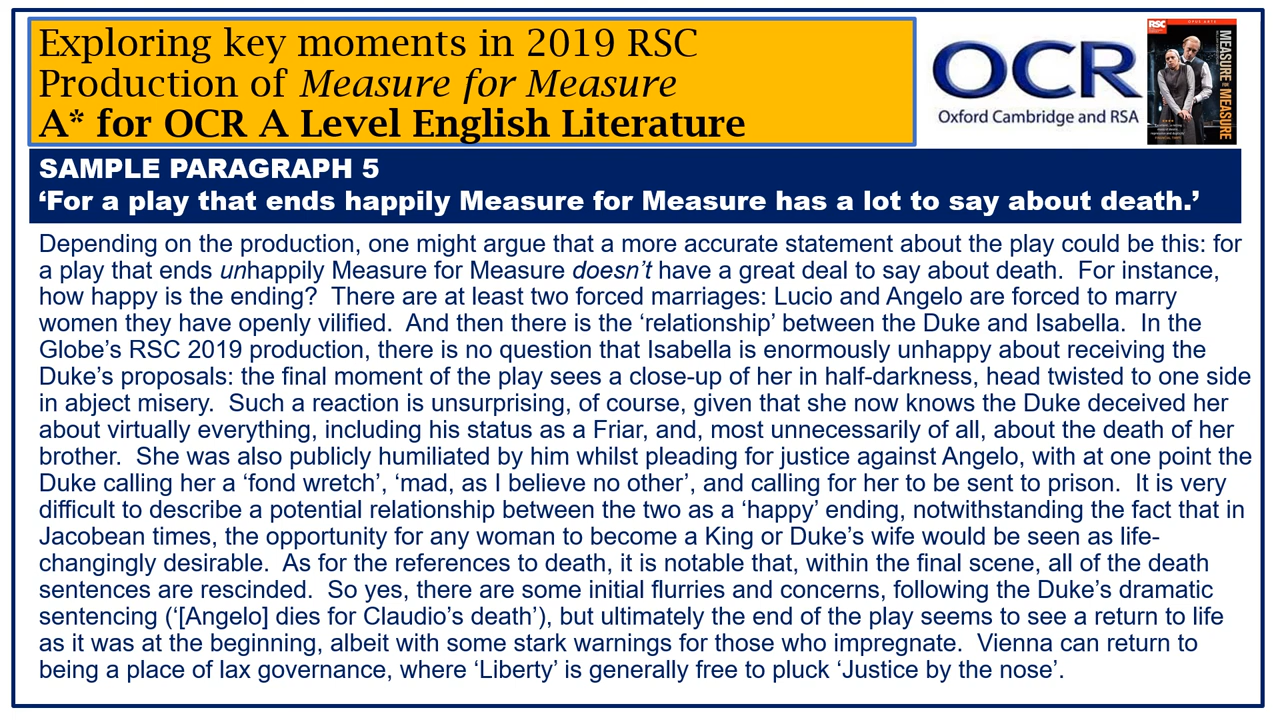 Exploring key moments in 2019 RSC
Production of Measure for Measure
A* for OCR A Level English Literature
OCR
Oxford Cambridge and RSA
RSC
OPUS ARTE
MEASURE FOR MEASURE
SAMPLE PARAGRAPH 5
‘For a play that ends happily Measure for Measure has a lot to say about death.’
Depending on the production, one might argue that a more accurate statement about the play could be this: for
a play that ends unhappily Measure for Measure doesn’t have a great deal to say about death.  For instance,
how happy is the ending?  There are at least two forced marriages: Lucio and Angelo are forced to marry
women they have openly vilified.  And then there is the ‘relationship’ between the Duke and Isabella.  In the
Globe’s RSC 2019 production, there is no question that Isabella is enormously unhappy about receiving the
Duke’s proposals: the final moment of the play sees a close-up of her in half-darkness, head twisted to one side
in abject misery.  Such a reaction is unsurprising, of course, given that she now knows the Duke deceived her
about virtually everything, including his status as a Friar, and, most unnecessarily of all, about the death of her
brother.  She was also publicly humiliated by him whilst pleading for justice against Angelo, with at one point the
Duke calling her a ‘fond wretch’, ‘mad, as I believe no other’, and calling for her to be sent to prison.  It is very
difficult to describe a potential relationship between the two as a ‘happy’ ending, notwithstanding the fact that in
Jacobean times, the opportunity for any woman to become a King or Duke’s wife would be seen as life-
changingly desirable.  As for the references to death, it is notable that, within the final scene, all of the death
sentences are rescinded.  So yes, there are some initial flurries and concerns, following the Duke’s dramatic
sentencing (‘[Angelo] dies for Claudio’s death’), but ultimately the end of the play seems to see a return to life
as it was at the beginning, albeit with some stark warnings for those who impregnate.  Vienna can return to
being a place of lax governance, where ‘Liberty’ is generally free to pluck ‘Justice by the nose’.